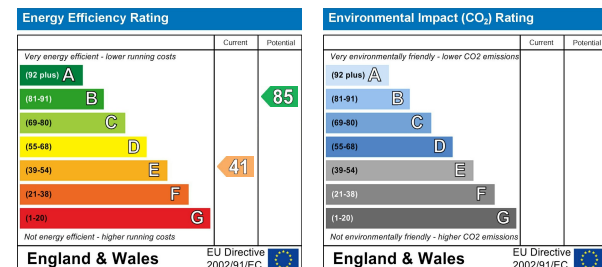 Energy Efficiency Rating
Current Potential
Very energy efficient - lower running costs
(92 plus) A
(81-91) B
85
(69-80) C
(55-68) D
(39-54) E
41
(21-38) F
(1-20) G
Not energy efficient - higher running costs
England & Wales
EU Directive
2002/91/EC
Environmental Impact (CO2) Rating
Current Potential
Very environmentally friendly - lower CO2 emissions
(92 plus) A
(81-91) B
(69-80) C
(55-68) D
(39-54) E
(21-38) F
(1-20) G
Not environmentally friendly - higher CO2 emissions
England & Wales
EU Directive
2002/91/EC